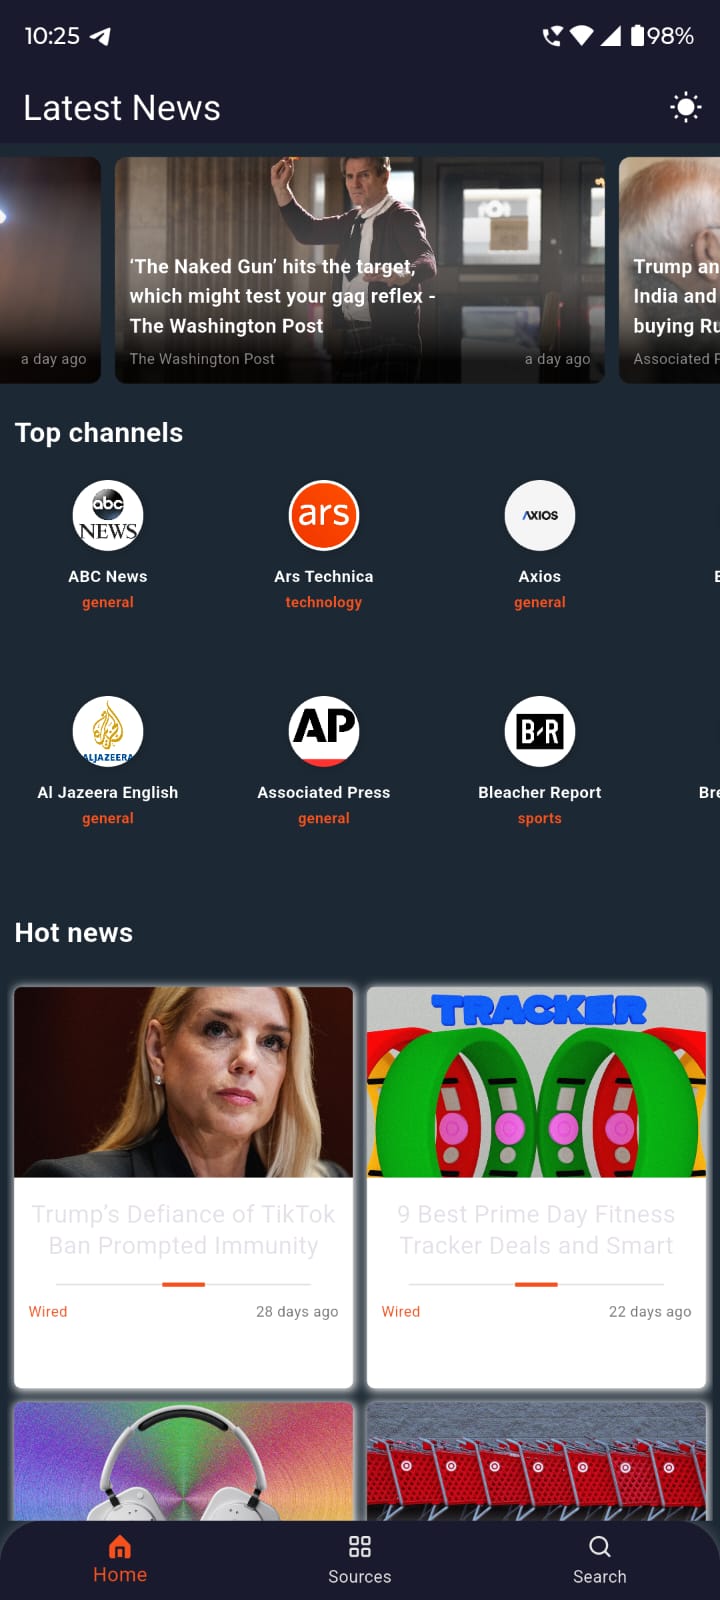 10:25
98%
Latest News
a day ago
‘The Naked Gun’ hits the target,
which might test your gag reflex -
The Washington Post
The Washington Post
a day ago
Trump an
India and
buying Ru
Associated P
Top channels
abc
NEWS
ars
AXIOS
ABC News
Ars Technica
Axios
general
technology
general
ALJAZEERA
AP
B/R
Al Jazeera English
Associated Press
Bleacher Report
Bre
general
general
sports
Hot news
TRACKER
Trump’s Defiance of TikTok
Ban Prompted Immunity
9 Best Prime Day Fitness
Tracker Deals and Smart
Wired
28 days ago
Wired
22 days ago
Home
Sources
Search